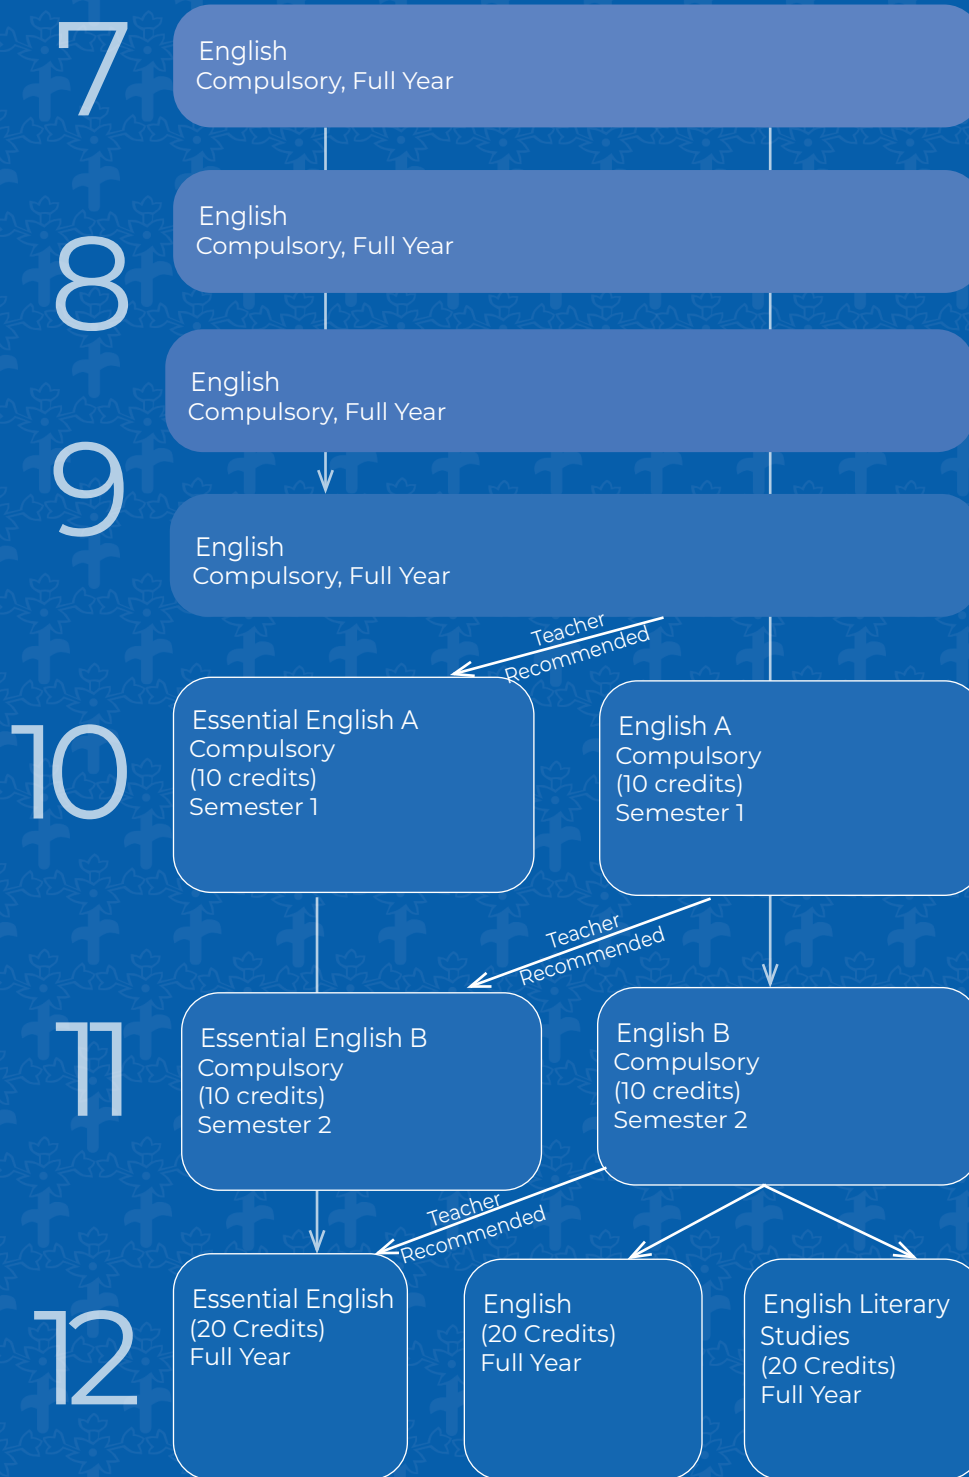 7
English
Compulsory, Full Year
8
English
Compulsory, Full Year
9
English
Compulsory, Full Year
English
Compulsory, Full Year
Teacher
Recommended
10
Essential English A
Compulsory
(10 credits)
Semester 1
English A
Compulsory
(10 credits)
Semester 1
Teacher
Recommended
11
Essential English B
Compulsory
(10 credits)
Semester 2
English B
Compulsory
(10 credits)
Semester 2
Teacher
Recommended
12
Essential English
(20 Credits)
Full Year
English
(20 Credits)
Full Year
English Literary
Studies
(20 Credits)
Full Year